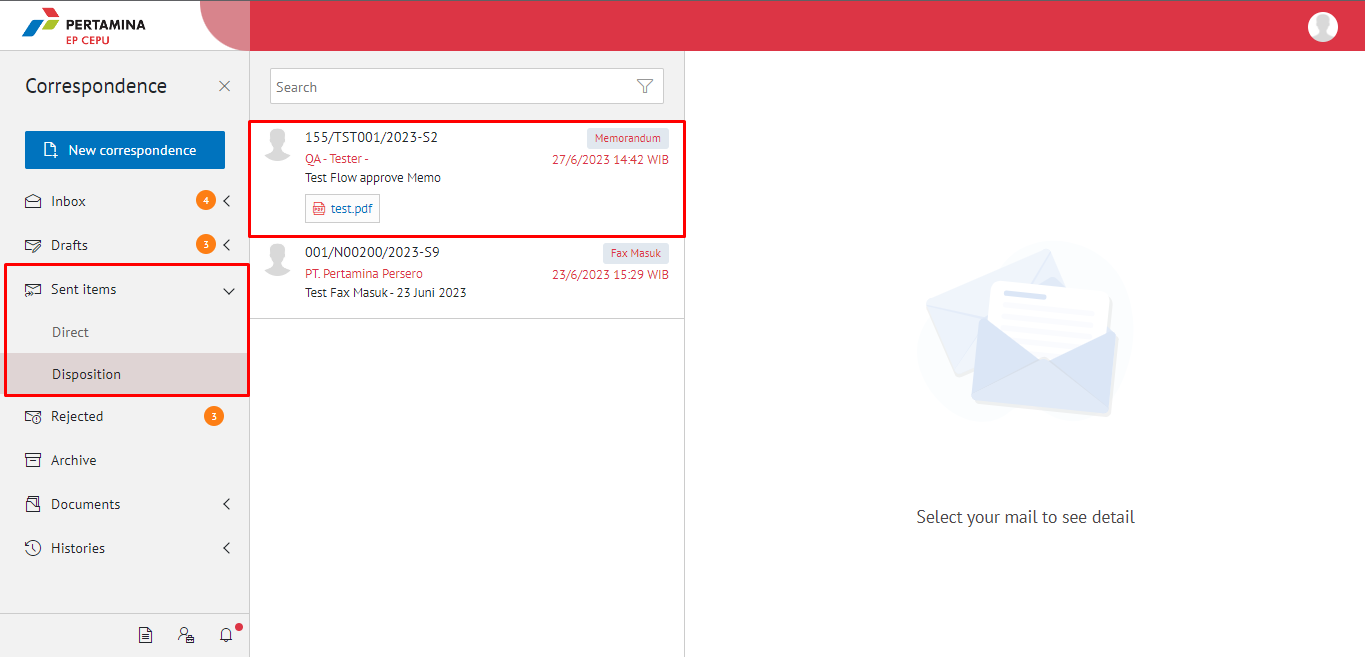 PERTAMINA
EP CEPU
Correspondence
New correspondence
Inbox 4
Drafts 3
Sent items
Direct
Disposition
Rejected 3
Archive
Documents
Histories
Search
155/TST001/2023-S2 Memorandum
QA - Tester - 27/6/2023 14:42 WIB
Test Flow approve Memo
PDF test.pdf
001/N00200/2023-S9 Fax Masuk
PT. Pertamina Persero 23/6/2023 15:29 WIB
Test Fax Masuk - 23 Juni 2023
Select your mail to see detail